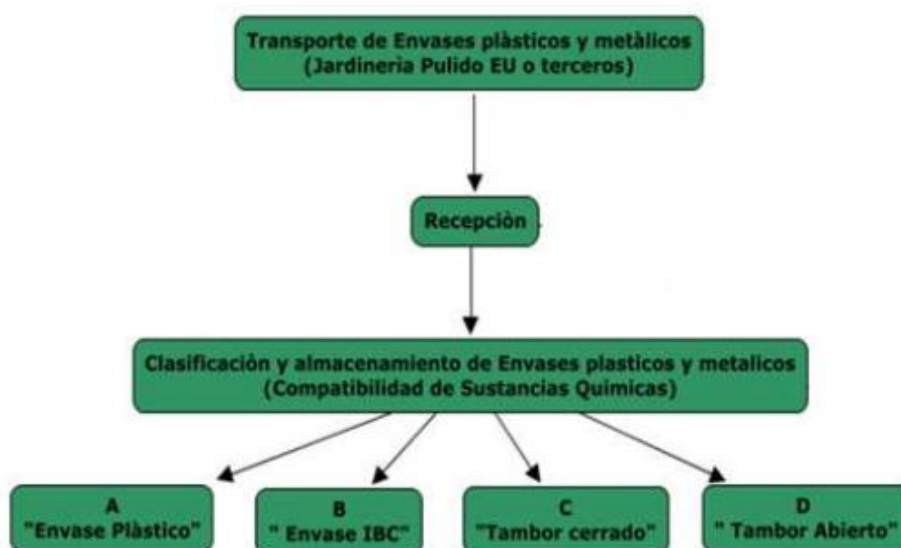 Transporte de Envases plàsticos y metàlicos
(Jardinerìa Pulido EU o terceros)
Recepciòn
Clasificaciòn y almacenamiento de Envases plasticos y metalicos
(Compatibilidad de Sustancias Quimicas)
A
"Envase Plàstico"
B
" Envase IBC"
C
"Tambor cerrado"
D
" Tambor Abierto"